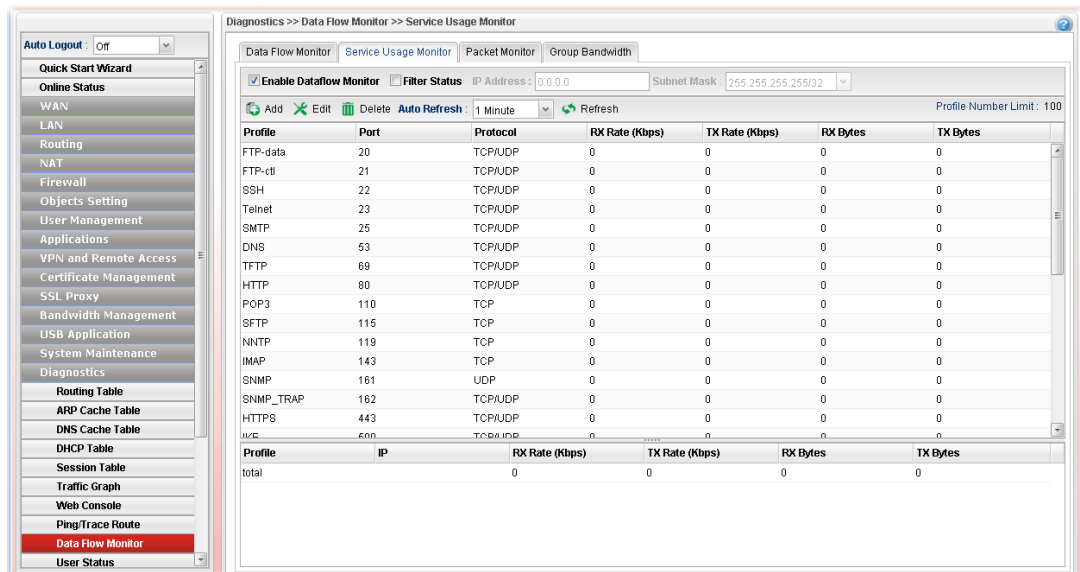 Diagnostics >> Data Flow Monitor >> Service Usage Monitor
Auto Logout : Off
Quick Start Wizard
Online Status
WAN
LAN
Routing
NAT
Firewall
Objects Setting
User Management
Applications
VPN and Remote Access
Certificate Management
SSL Proxy
Bandwidth Management
USB Application
System Maintenance
Diagnostics
Routing Table
ARP Cache Table
DNS Cache Table
DHCP Table
Session Table
Traffic Graph
Web Console
Ping/Trace Route
Data Flow Monitor
User Status
Data Flow Monitor Service Usage Monitor Packet Monitor Group Bandwidth
Enable Dataflow Monitor Filter Status IP Address : 0.0.0.0 Subnet Mask : 255.255.255.255/32
Add Edit Delete Auto Refresh : 1 Minute Refresh Profile Number Limit : 100
Profile Port Protocol RX Rate (Kbps) TX Rate (Kbps) RX Bytes TX Bytes
FTP-data 20 TCP/UDP 0 0 0 0
FTP-ctl 21 TCP/UDP 0 0 0 0
SSH 22 TCP/UDP 0 0 0 0
Telnet 23 TCP/UDP 0 0 0 0
SMTP 25 TCP/UDP 0 0 0 0
DNS 53 TCP/UDP 0 0 0 0
TFTP 69 TCP/UDP 0 0 0 0
HTTP 80 TCP/UDP 0 0 0 0
POP3 110 TCP 0 0 0 0
SFTP 115 TCP 0 0 0 0
NNTP 119 TCP 0 0 0 0
IMAP 143 TCP 0 0 0 0
SNMP 161 UDP 0 0 0 0
SNMP_TRAP 162 TCP/UDP 0 0 0 0
HTTPS 443 TCP/UDP 0 0 0 0
IKE 500 TCP/UDP 0 0 0 0
Profile IP RX Rate (Kbps) TX Rate (Kbps) RX Bytes TX Bytes
total 0 0 0 0